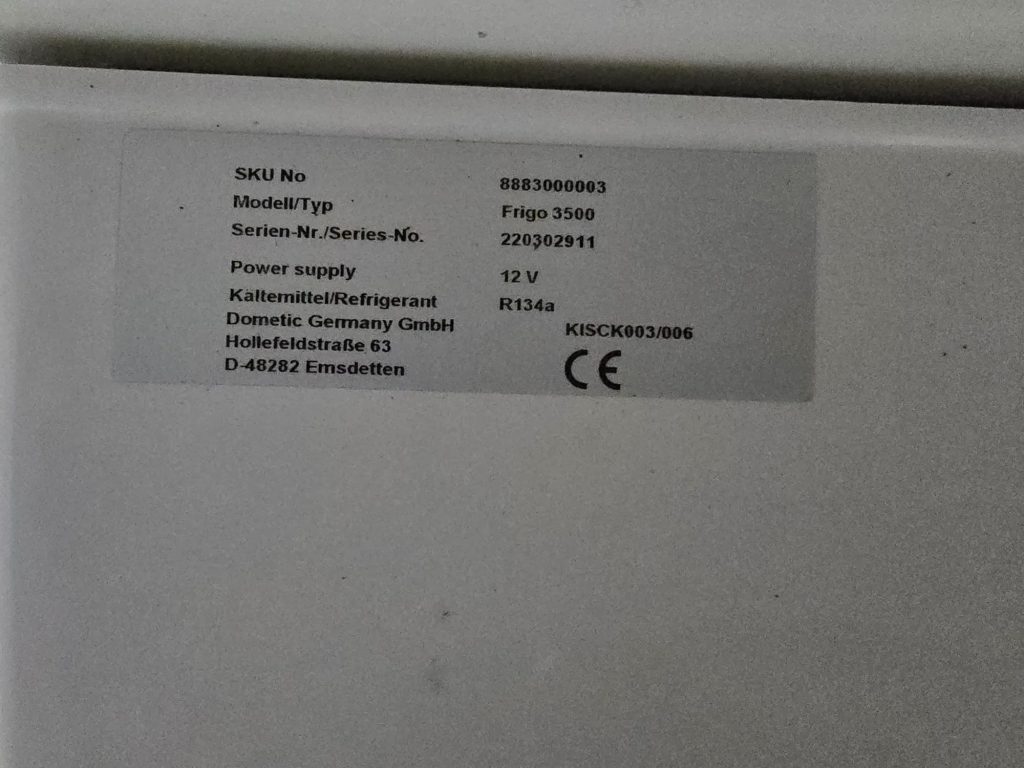 SKU No 8883000003
Modell/Typ Frigo 3500
Serien-Nr./Series-No. 220302911
Power supply 12 V
Kältemittel/Refrigerant R134a
Dometic Germany GmbH KISCK003/006
Hollefeldstraße 63
D-48282 Emsdetten CE